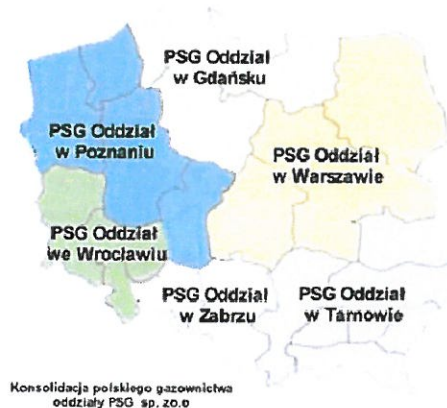 PSG Oddział
w Gdańsku
PSG Oddział
w Poznaniu
PSG Oddział
w Warszawie
PSG Oddział
we Wrocławiu
PSG Oddział
w Zabrzu
PSG Oddział
w Tarnowie
Konsolidacja polskiego gazownictwa
oddziały PSG sp. zo.o